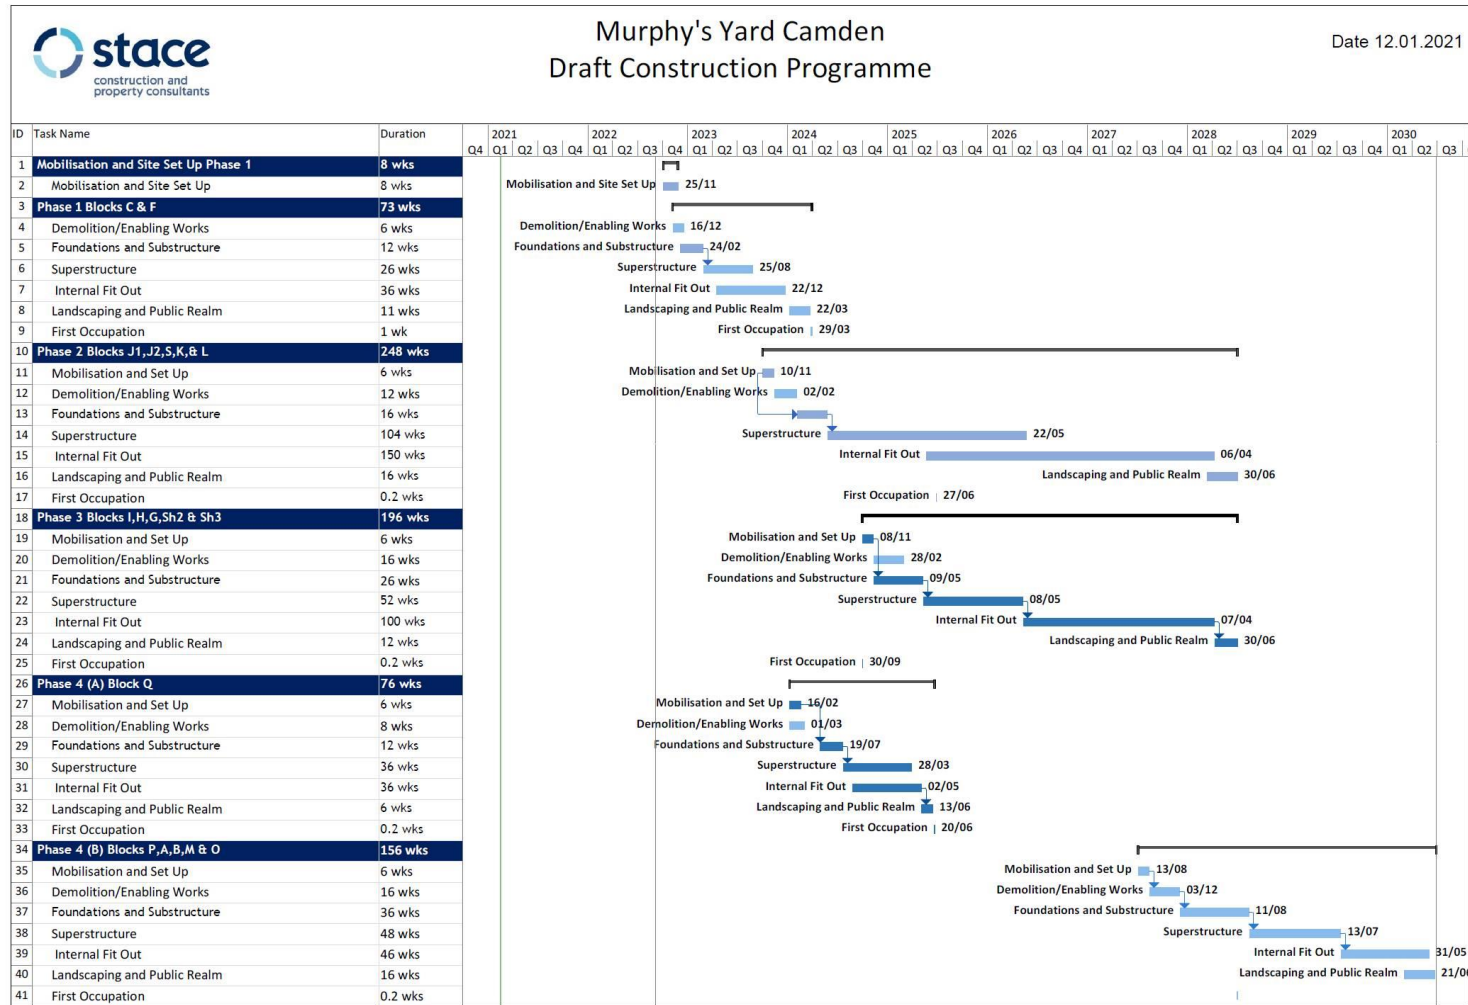 stace
construction and
property consultants
Murphy's Yard Camden
Draft Construction Programme
Date 12.01.2021
ID Task Name Duration 2021 2022 2023 2024 2025 2026 2027 2028 2029 2030
Q4 Q1 Q2 Q3 Q4 Q1 Q2 Q3 Q4 Q1 Q2 Q3 Q4 Q1 Q2 Q3 Q4 Q1 Q2 Q3 Q4 Q1 Q2 Q3 Q4 Q1 Q2 Q3 Q4 Q1 Q2 Q3 Q4 Q1 Q2 Q3 Q4 Q1 Q2 Q3
1 Mobilisation and Site Set Up Phase 1 8 wks
2 Mobilisation and Site Set Up 8 wks Mobilisation and Site Set Up 25/11
3 Phase 1 Blocks C & F 73 wks
4 Demolition/Enabling Works 6 wks Demolition/Enabling Works 16/12
5 Foundations and Substructure 12 wks Foundations and Substructure 24/02
6 Superstructure 26 wks Superstructure 25/08
7 Internal Fit Out 36 wks Internal Fit Out 22/12
8 Landscaping and Public Realm 11 wks Landscaping and Public Realm 22/03
9 First Occupation 1 wk First Occupation 29/03
10 Phase 2 Blocks J1,J2,S,K,& L 248 wks
11 Mobilisation and Set Up 6 wks Mobilisation and Set Up 10/11
12 Demolition/Enabling Works 12 wks Demolition/Enabling Works 02/02
13 Foundations and Substructure 16 wks
14 Superstructure 104 wks Superstructure 22/05
15 Internal Fit Out 150 wks Internal Fit Out 06/04
16 Landscaping and Public Realm 16 wks Landscaping and Public Realm 30/06
17 First Occupation 0.2 wks First Occupation 27/06
18 Phase 3 Blocks I,H,G,Sh2 & Sh3 196 wks
19 Mobilisation and Set Up 6 wks Mobilisation and Set Up 08/11
20 Demolition/Enabling Works 16 wks Demolition/Enabling Works 28/02
21 Foundations and Substructure 26 wks Foundations and Substructure 09/05
22 Superstructure 52 wks Superstructure 08/05
23 Internal Fit Out 100 wks Internal Fit Out 07/04
24 Landscaping and Public Realm 12 wks Landscaping and Public Realm 30/06
25 First Occupation 0.2 wks First Occupation 30/09
26 Phase 4 (A) Block Q 76 wks
27 Mobilisation and Set Up 6 wks Mobilisation and Set Up 16/02
28 Demolition/Enabling Works 8 wks Demolition/Enabling Works 01/03
29 Foundations and Substructure 12 wks Foundations and Substructure 19/07
30 Superstructure 36 wks Superstructure 28/03
31 Internal Fit Out 36 wks Internal Fit Out 02/05
32 Landscaping and Public Realm 6 wks Landscaping and Public Realm 13/06
33 First Occupation 0.2 wks First Occupation 20/06
34 Phase 4 (B) Blocks P,A,B,M & O 156 wks
35 Mobilisation and Set Up 6 wks Mobilisation and Set Up 13/08
36 Demolition/Enabling Works 16 wks Demolition/Enabling Works 03/12
37 Foundations and Substructure 36 wks Foundations and Substructure 11/08
38 Superstructure 48 wks Superstructure 13/07
39 Internal Fit Out 46 wks Internal Fit Out 31/05
40 Landscaping and Public Realm 16 wks Landscaping and Public Realm
41 First Occupation 0.2 wks